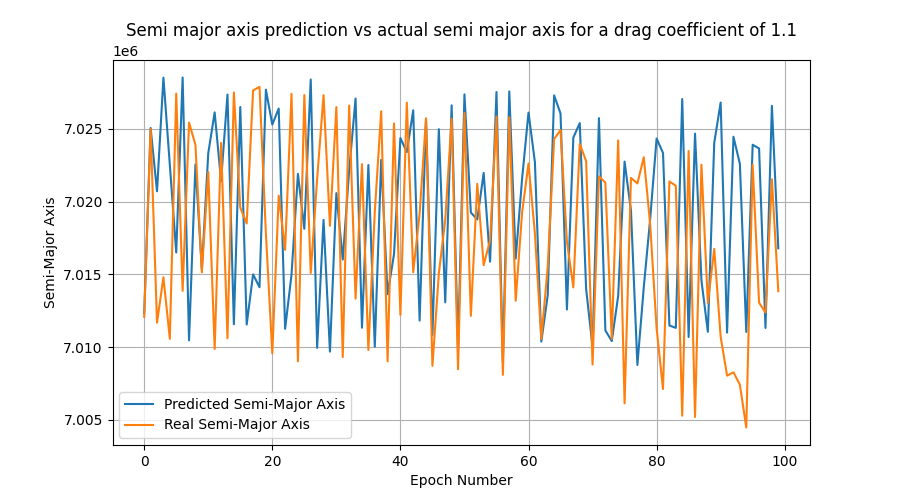 Semi major axis prediction vs actual semi major axis for a drag coefficient of 1.1
1e6
7.025
7.020
7.015
7.010
7.005
Semi-Major Axis
Predicted Semi-Major Axis
Real Semi-Major Axis
0 20 40 60 80 100
Epoch Number